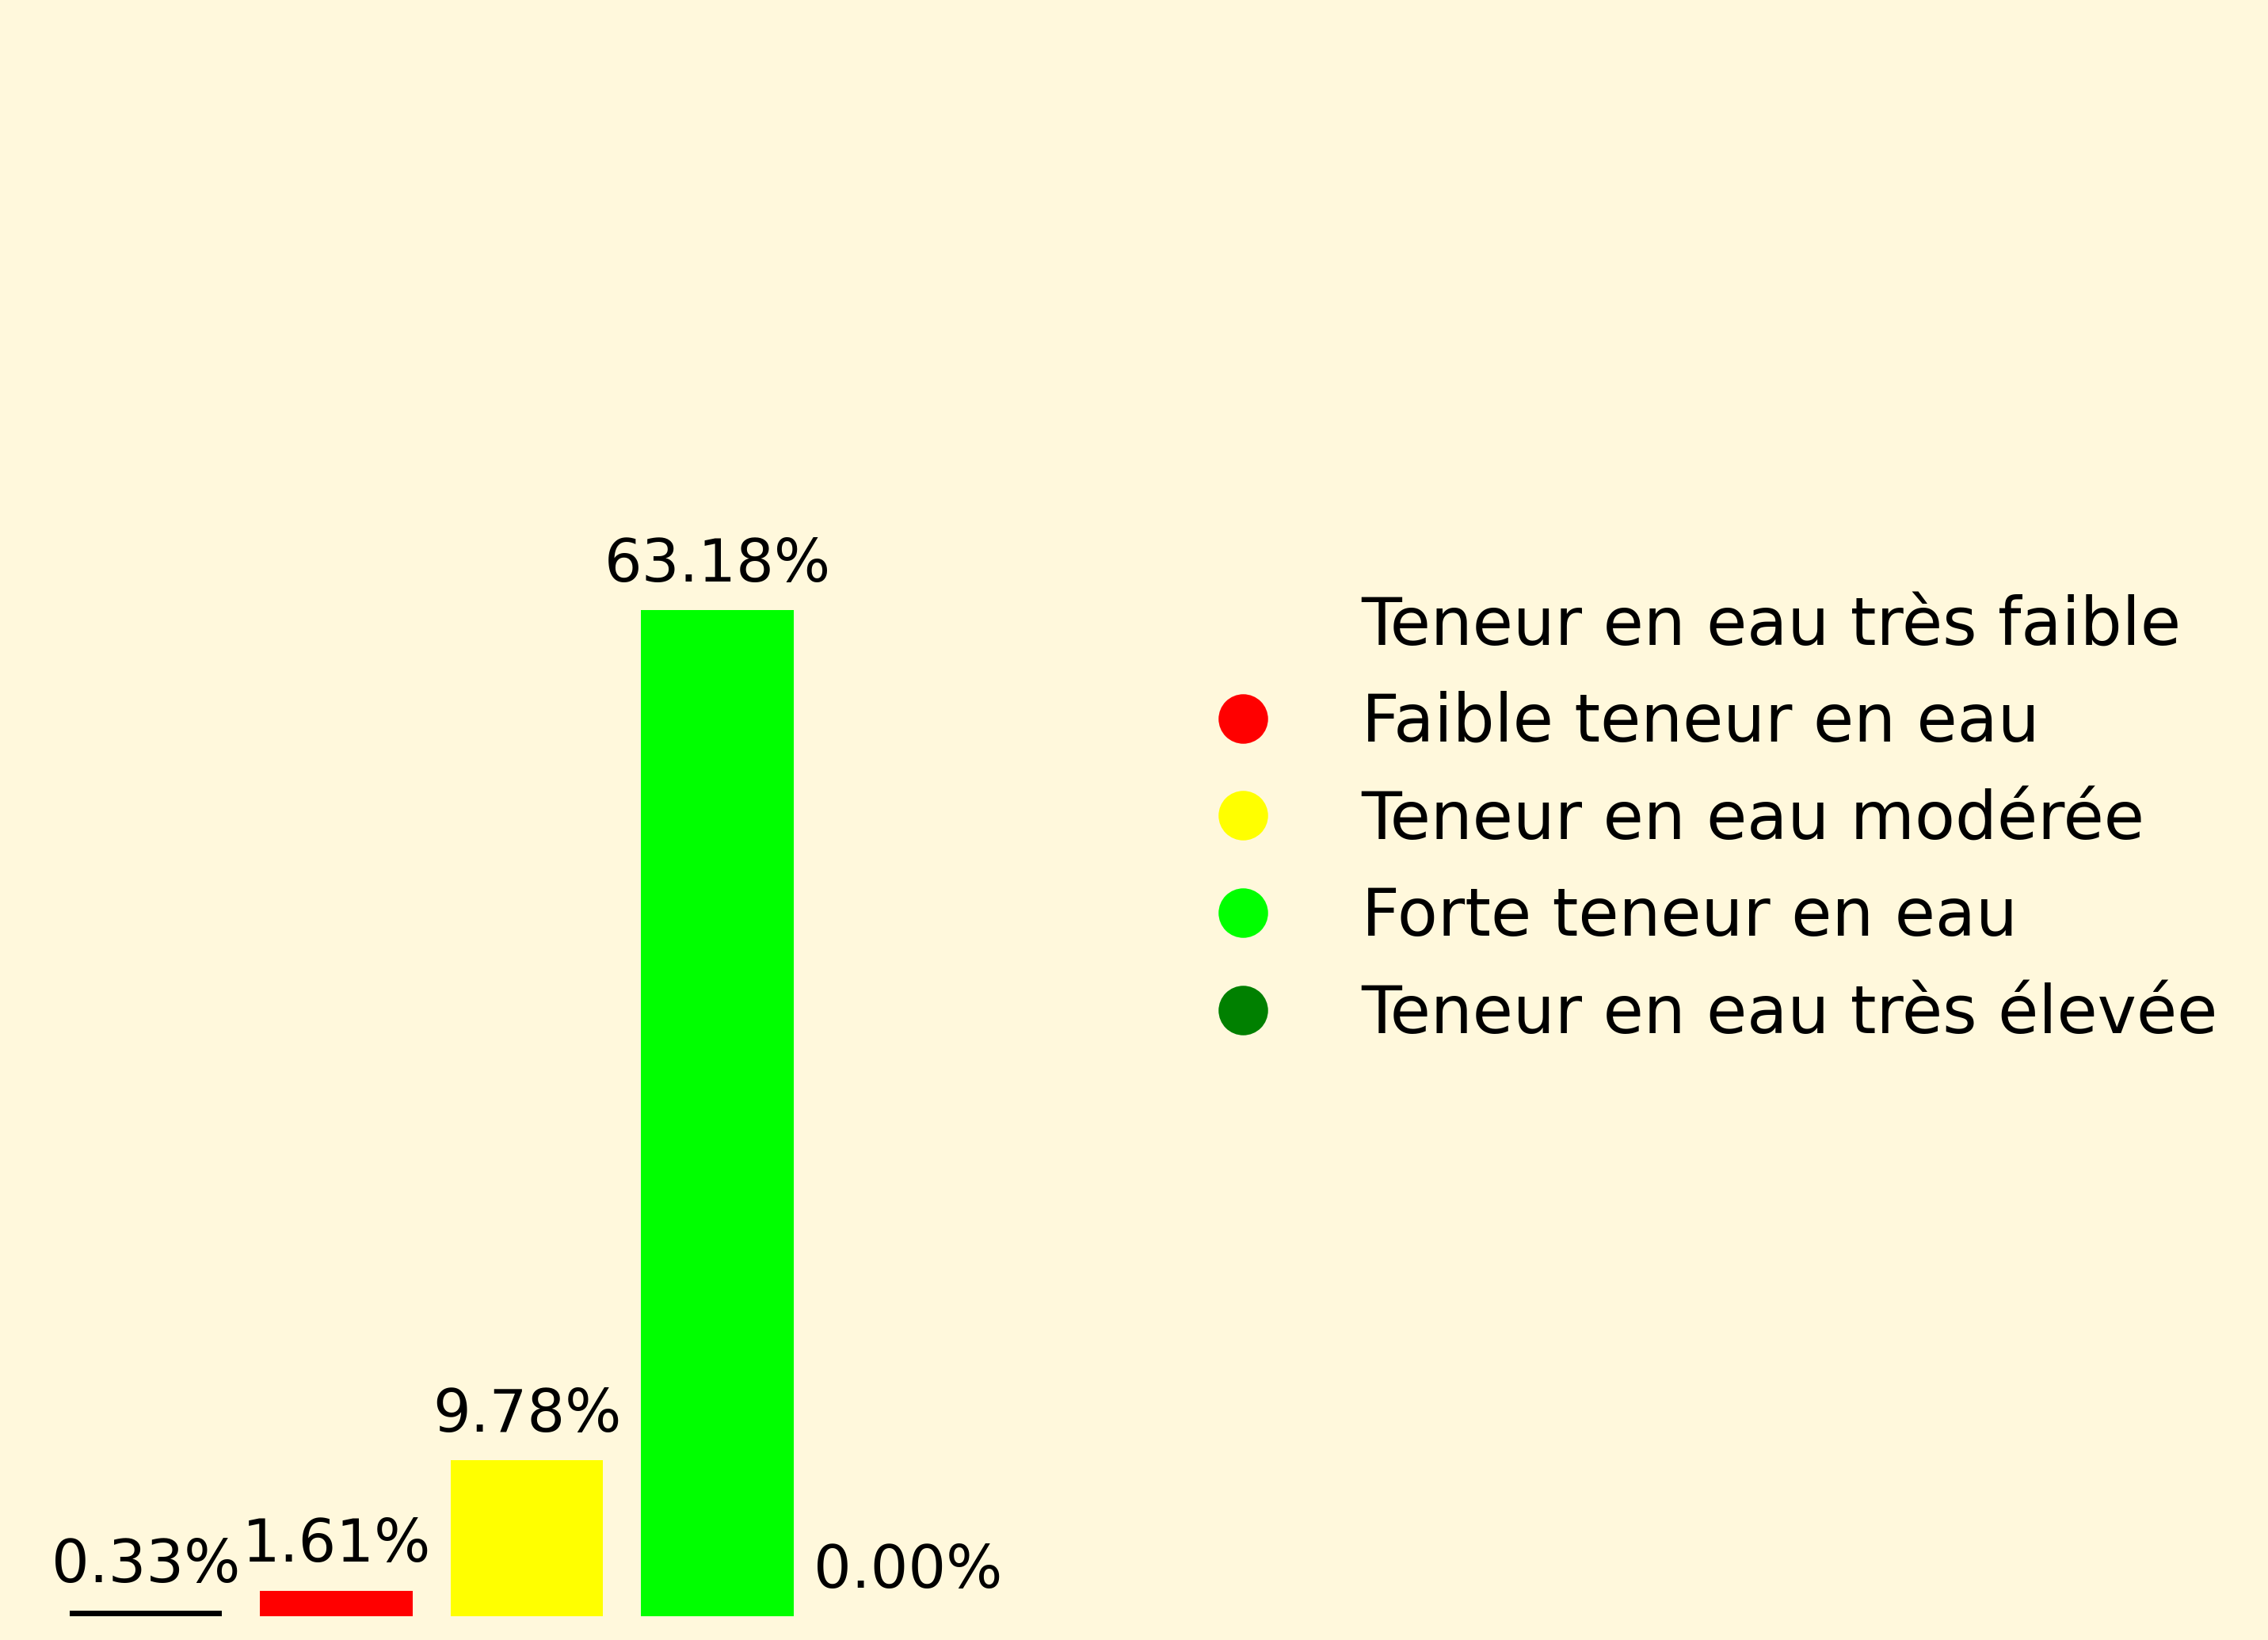 63.18%
9.78%
1.61%
0.33%
0.00%
Teneur en eau très faible
Faible teneur en eau
Teneur en eau modérée
Forte teneur en eau
Teneur en eau très élevée